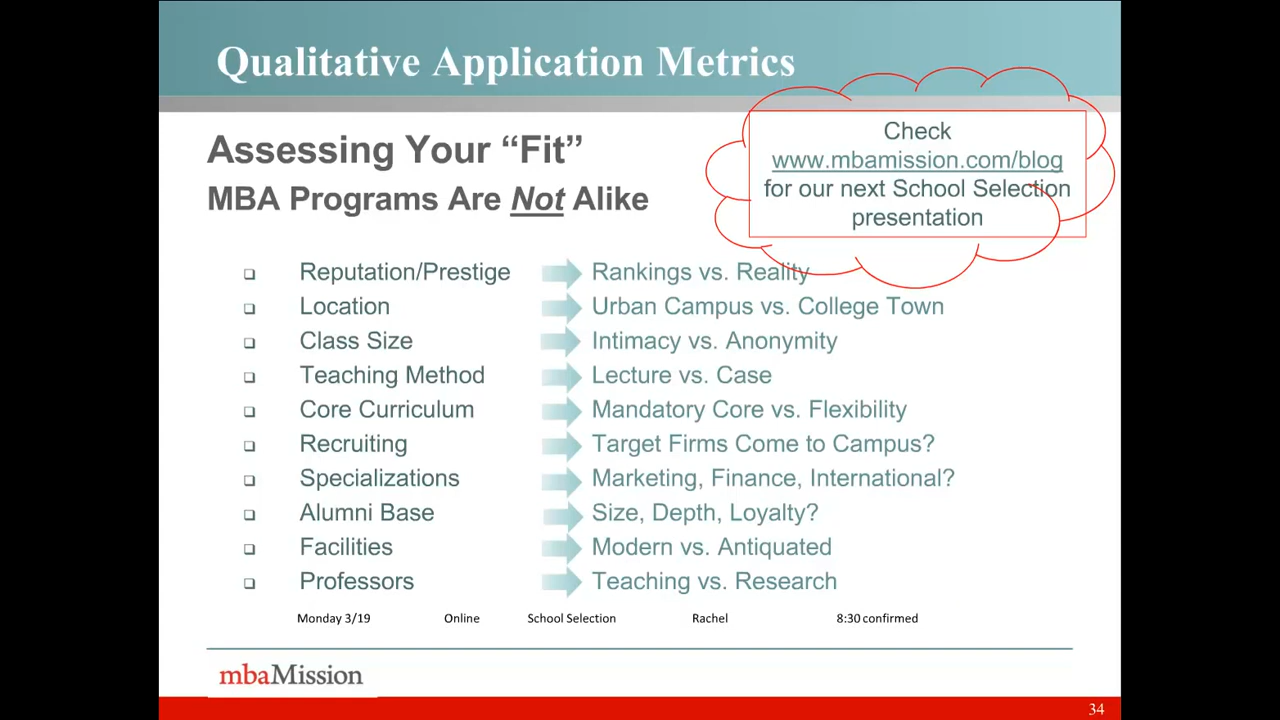 Qualitative Application Metrics
Assessing Your “Fit”
MBA Programs Are Not Alike
Check
www.mbamission.com/blog
for our next School Selection
presentation
Reputation/Prestige Rankings vs. Reality
Location Urban Campus vs. College Town
Class Size Intimacy vs. Anonymity
Teaching Method Lecture vs. Case
Core Curriculum Mandatory Core vs. Flexibility
Recruiting Target Firms Come to Campus?
Specializations Marketing, Finance, International?
Alumni Base Size, Depth, Loyalty?
Facilities Modern vs. Antiquated
Professors Teaching vs. Research
Monday 3/19 Online School Selection Rachel 8:30 confirmed
mbaMission
34